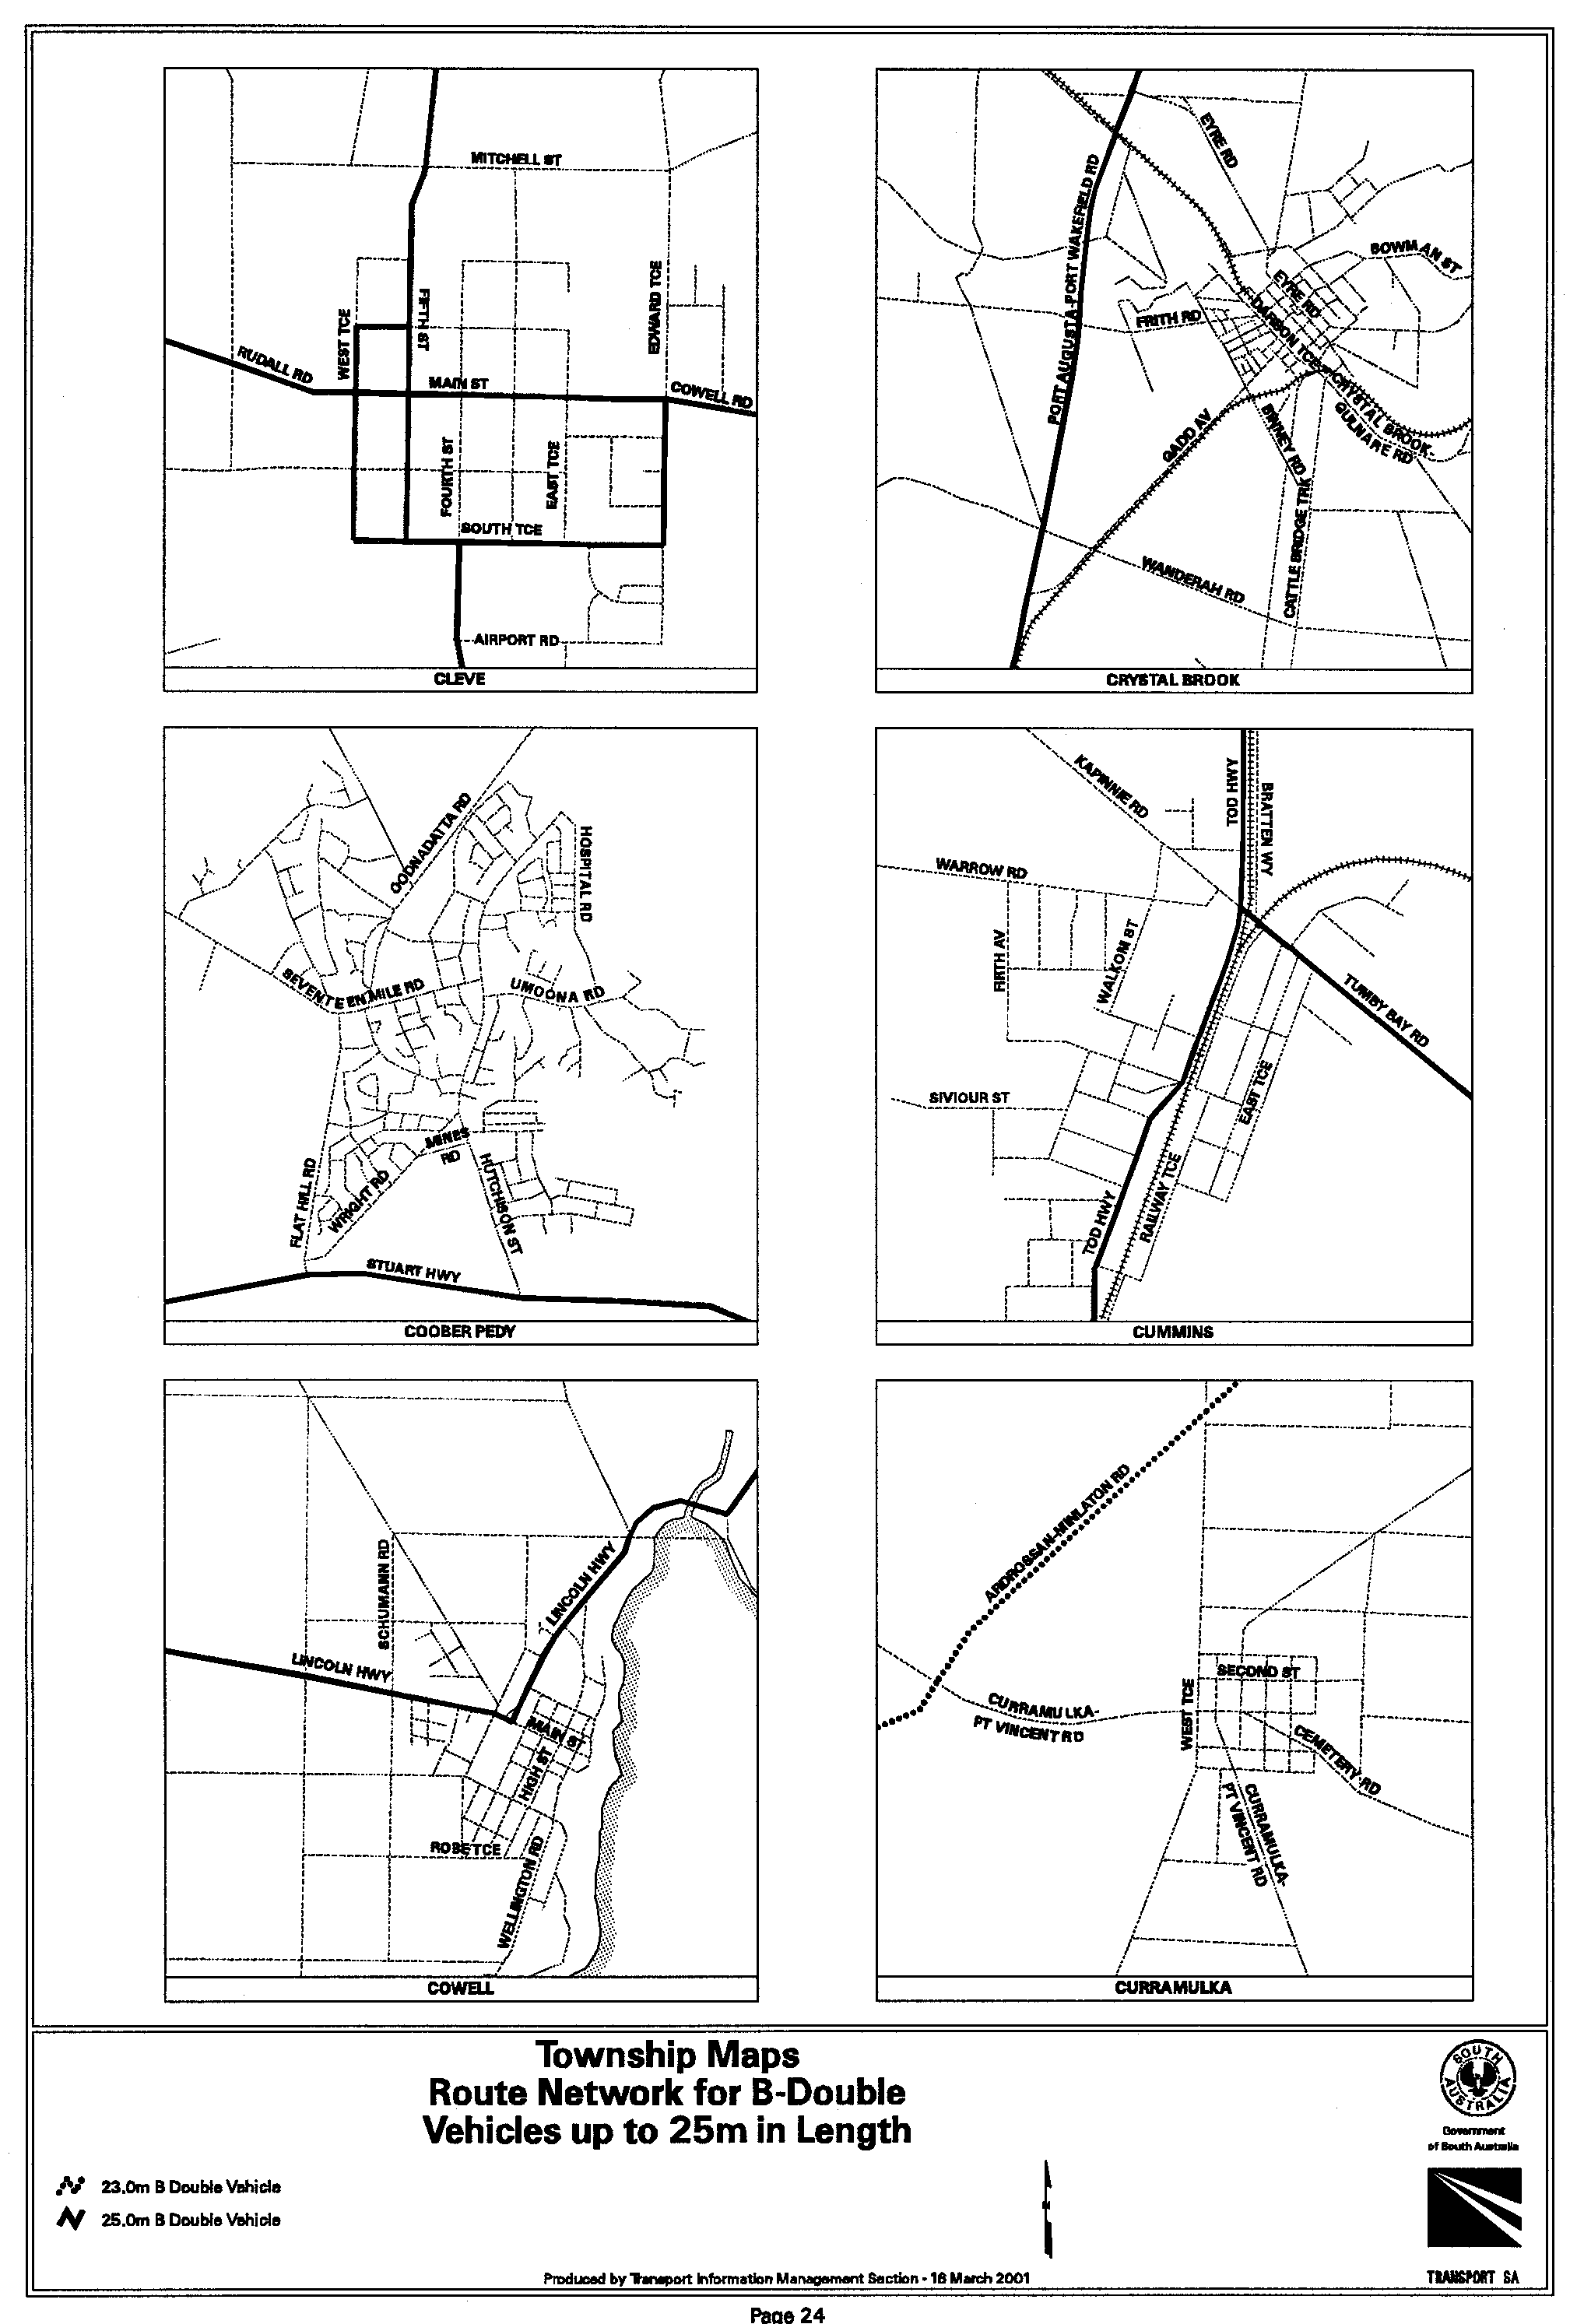 MITCHELL ST
FIFTH ST
WEST TCE
EDWARD TCE
RUDALL RD
MAIN ST
COWELL RD
FOURTH ST
EAST TCE
SOUTH TCE
AIRPORT RD
CLEVE
EYRE RD
PORT AUGUSTA-PORT WAKEFIELD RD
BOWMAN ST
EYRE RD
FRITH RD
DARBON TCE
CRYSTAL BROOK-
GULNARE RD
GADD AV
BINNEY RD
CATTLE BRIDGE TRK
WANDERAH RD
CRYSTAL BROOK
OODNADATTA RD
HOSPITAL RD
SEVENTEEN MILE RD
UMOONA RD
MINES
RD
FLAT HILL RD
WRIGHT RD
HUTCHISON ST
STUART HWY
COOBER PEDY
KAPINNIE RD
TOD HWY
BRATTEN WY
WARROW RD
FIRTH AV
WALKOM ST
TUMBY BAY RD
SIVIOUR ST
EAST TCE
TOD HWY
RAILWAY TCE
CUMMINS
SCHUMANN RD
LINCOLN HWY
LINCOLN HWY
MAIN ST
HIGH ST
ROSE TCE
WELLINGTON RD
COWELL
ARDROSSAN-MINLATON RD
SECOND ST
CURRAMULKA-
PT VINCENT RD
WEST TCE
CEMETERY RD
CURRAMULKA-
PT VINCENT RD
CURRAMULKA
Township Maps
Route Network for B-Double
Vehicles up to 25m in Length
SOUTH AUSTRALIA
Government
of South Australia
23.0m B Double Vehicle
25.0m B Double Vehicle
N
Produced by Transport Information Management Section - 16 March 2001
TRANSPORT SA
Page 24